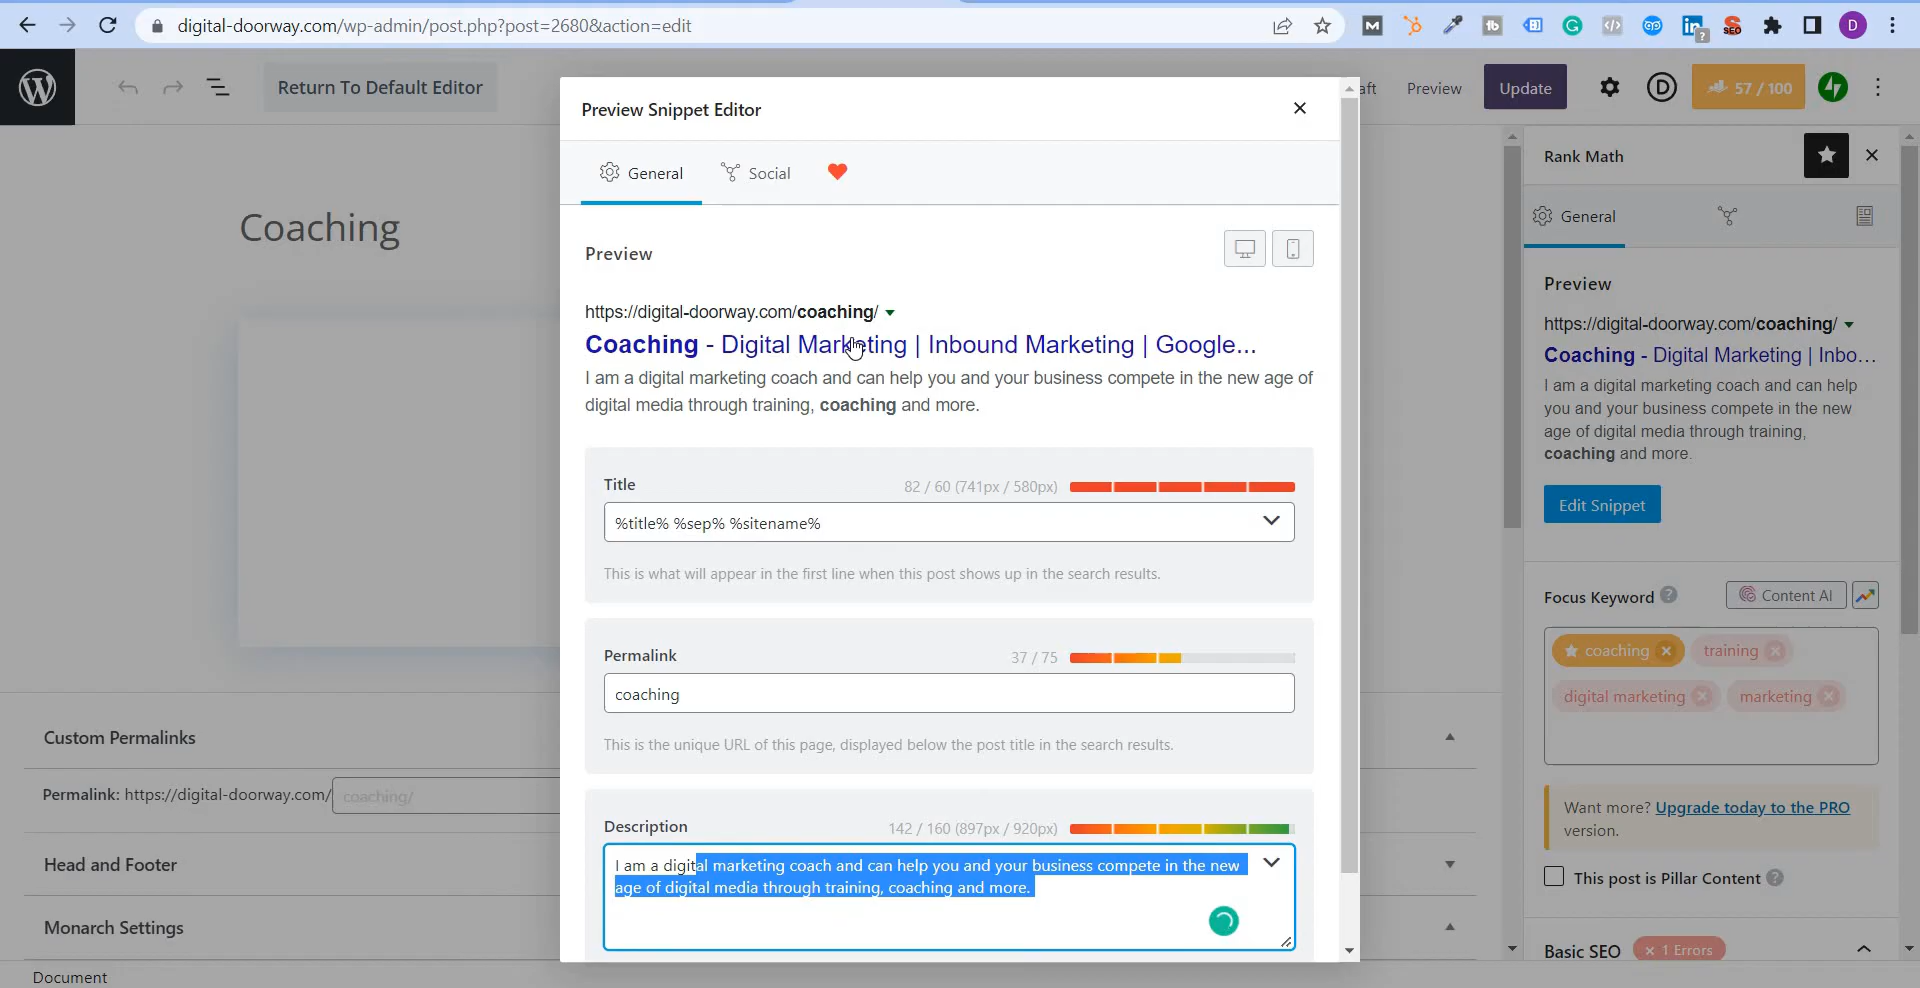 digital-doorway.com/wp-admin/post.php?post=2680&action=edit
Return To Default Editor
aft
Preview
Update
57 / 100
Coaching
Custom Permalinks
Permalink: https://digital-doorway.com/ coaching/
Head and Footer
Monarch Settings
Document
Preview Snippet Editor
General
Social
Preview
https://digital-doorway.com/coaching/
Coaching - Digital Marketing | Inbound Marketing | Google...
I am a digital marketing coach and can help you and your business compete in the new age of
digital media through training, coaching and more.
Title
82 / 60 (741px / 580px)
%title% %sep% %sitename%
This is what will appear in the first line when this post shows up in the search results.
Permalink
37 / 75
coaching
This is the unique URL of this page, displayed below the post title in the search results.
Description
142 / 160 (897px / 920px)
I am a digital marketing coach and can help you and your business compete in the new
age of digital media through training, coaching and more.
Rank Math
General
Preview
https://digital-doorway.com/coaching/
Coaching - Digital Marketing | Inbo...
I am a digital marketing coach and can help
you and your business compete in the new
age of digital media through training,
coaching and more.
Edit Snippet
Focus Keyword
Content AI
coaching
training
digital marketing
marketing
Want more? Upgrade today to the PRO
version.
This post is Pillar Content
Basic SEO
1 Errors